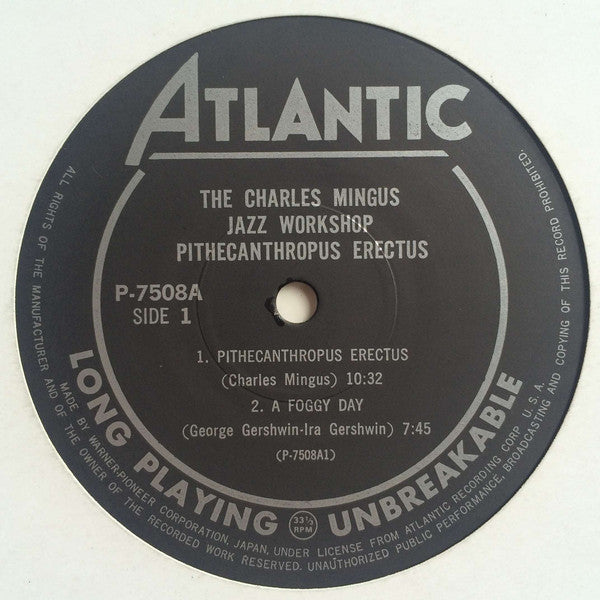 ATLANTIC
THE CHARLES MINGUS
JAZZ WORKSHOP
PITHECANTHROPUS ERECTUS
P-7508A
SIDE 1
1. PITHECANTHROPUS ERECTUS
(Charles Mingus) 10:32
2. A FOGGY DAY
(George Gershwin-Ira Gershwin) 7:45
(P-7508A1)
LONG PLAYING 33⅓ RPM UNBREAKABLE
MADE BY WARNER-PIONEER CORPORATION, JAPAN, UNDER LICENSE FROM ATLANTIC RECORDING CORP. U.S.A.
ALL RIGHTS OF THE MANUFACTURER AND OF THE OWNER OF THE RECORDED WORK RESERVED. UNAUTHORIZED PUBLIC PERFORMANCE, BROADCASTING AND COPYING OF THIS RECORD PROHIBITED.